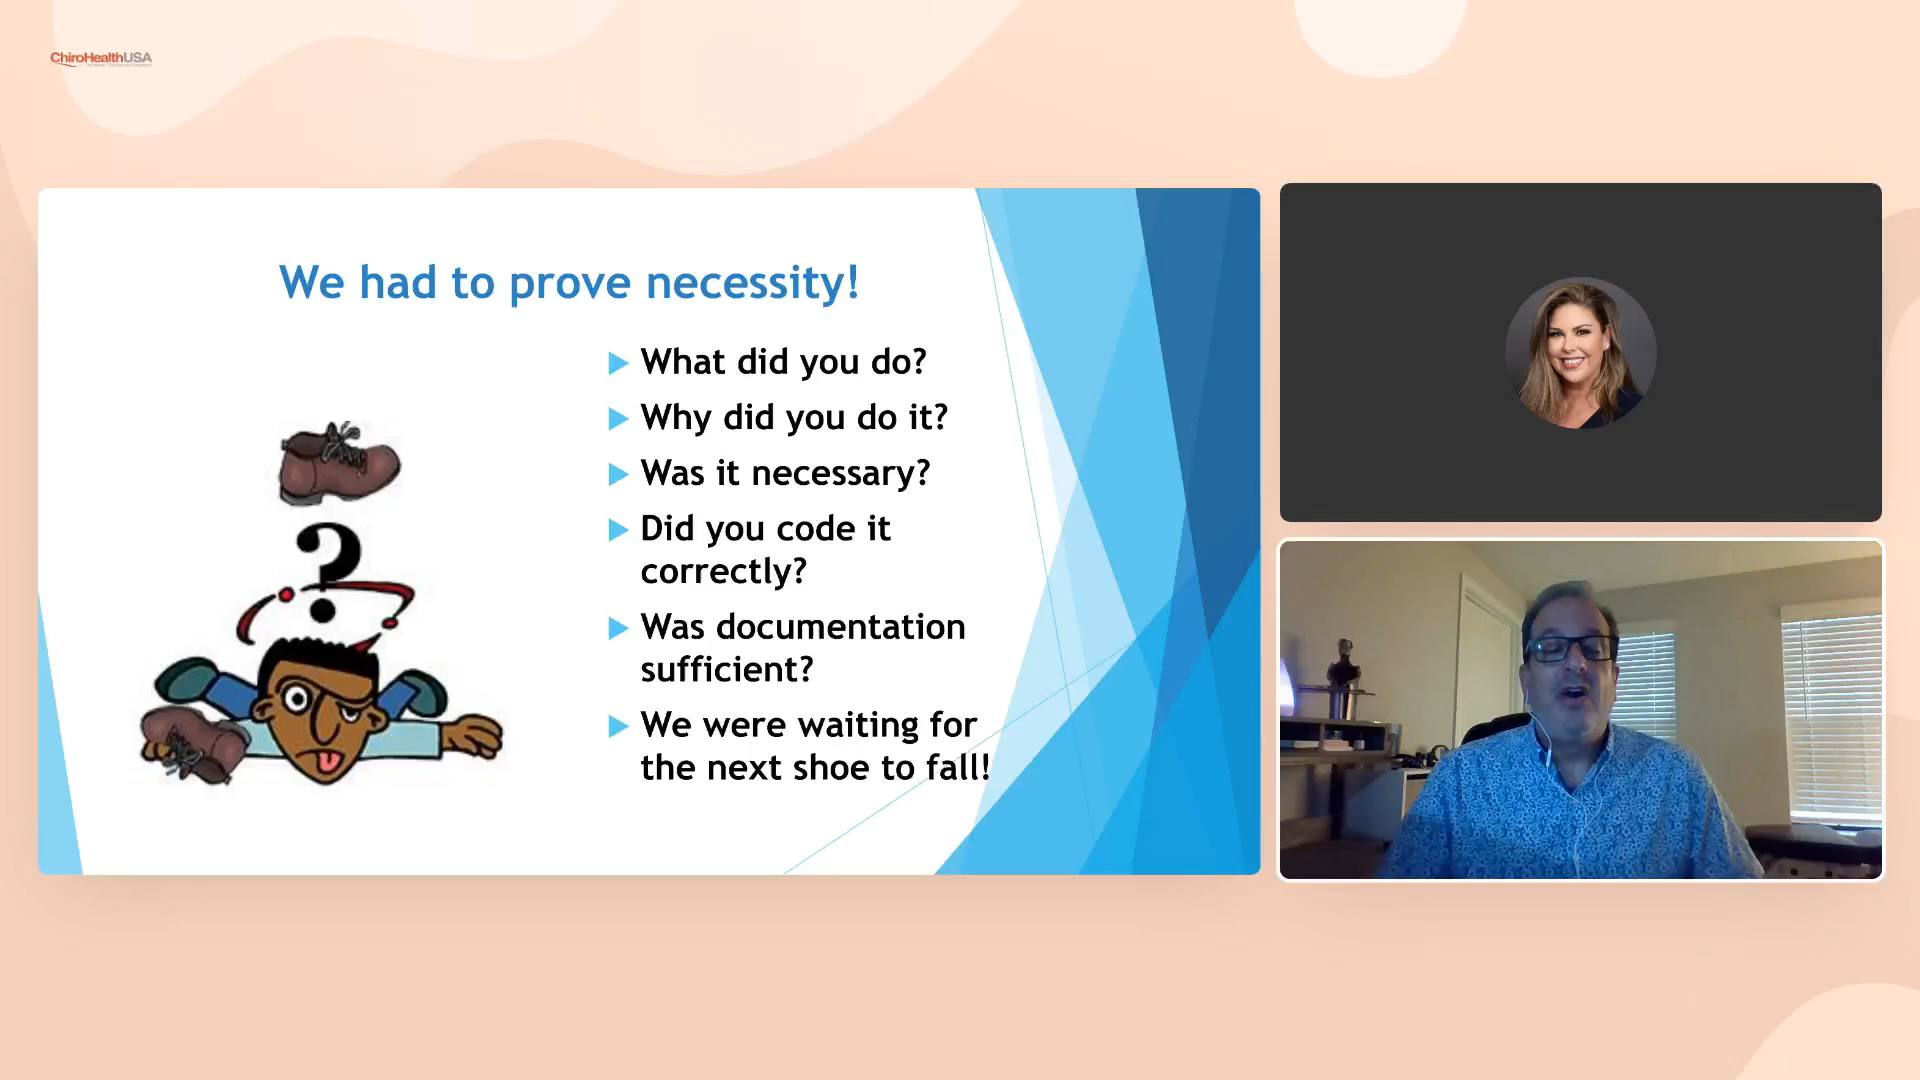 ChiroHealthUSA
We had to prove necessity!
What did you do?
Why did you do it?
Was it necessary?
Did you code it
correctly?
Was documentation
sufficient?
We were waiting for
the next shoe to fall!
?